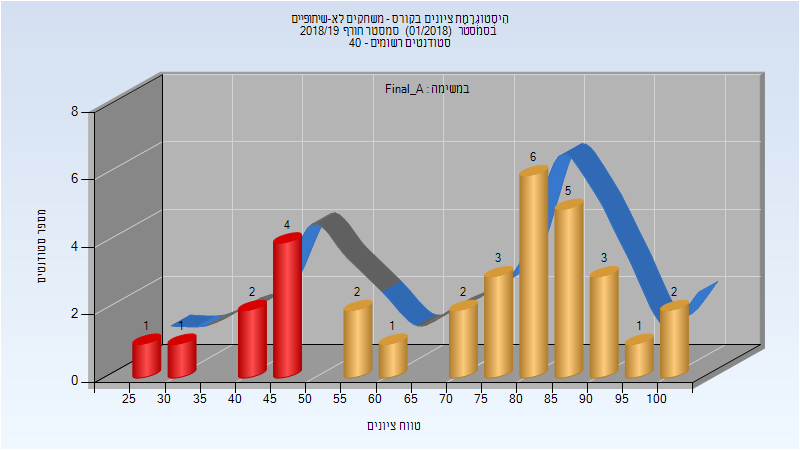 היסטוגרמת ציונים בקורס - משחקים לא-שיתופיים
בסמסטר (01/2018) סמסטר חורף 2018/19
סטודנטים רשומים - 40
במשימה : Final_A
מספר סטודנטים
8
6
4
2
0
1
1
2
4
2
1
2
3
6
5
3
1
2
25 30 35 40 45 50 55 60 65 70 75 80 85 90 95 100
טווח ציונים